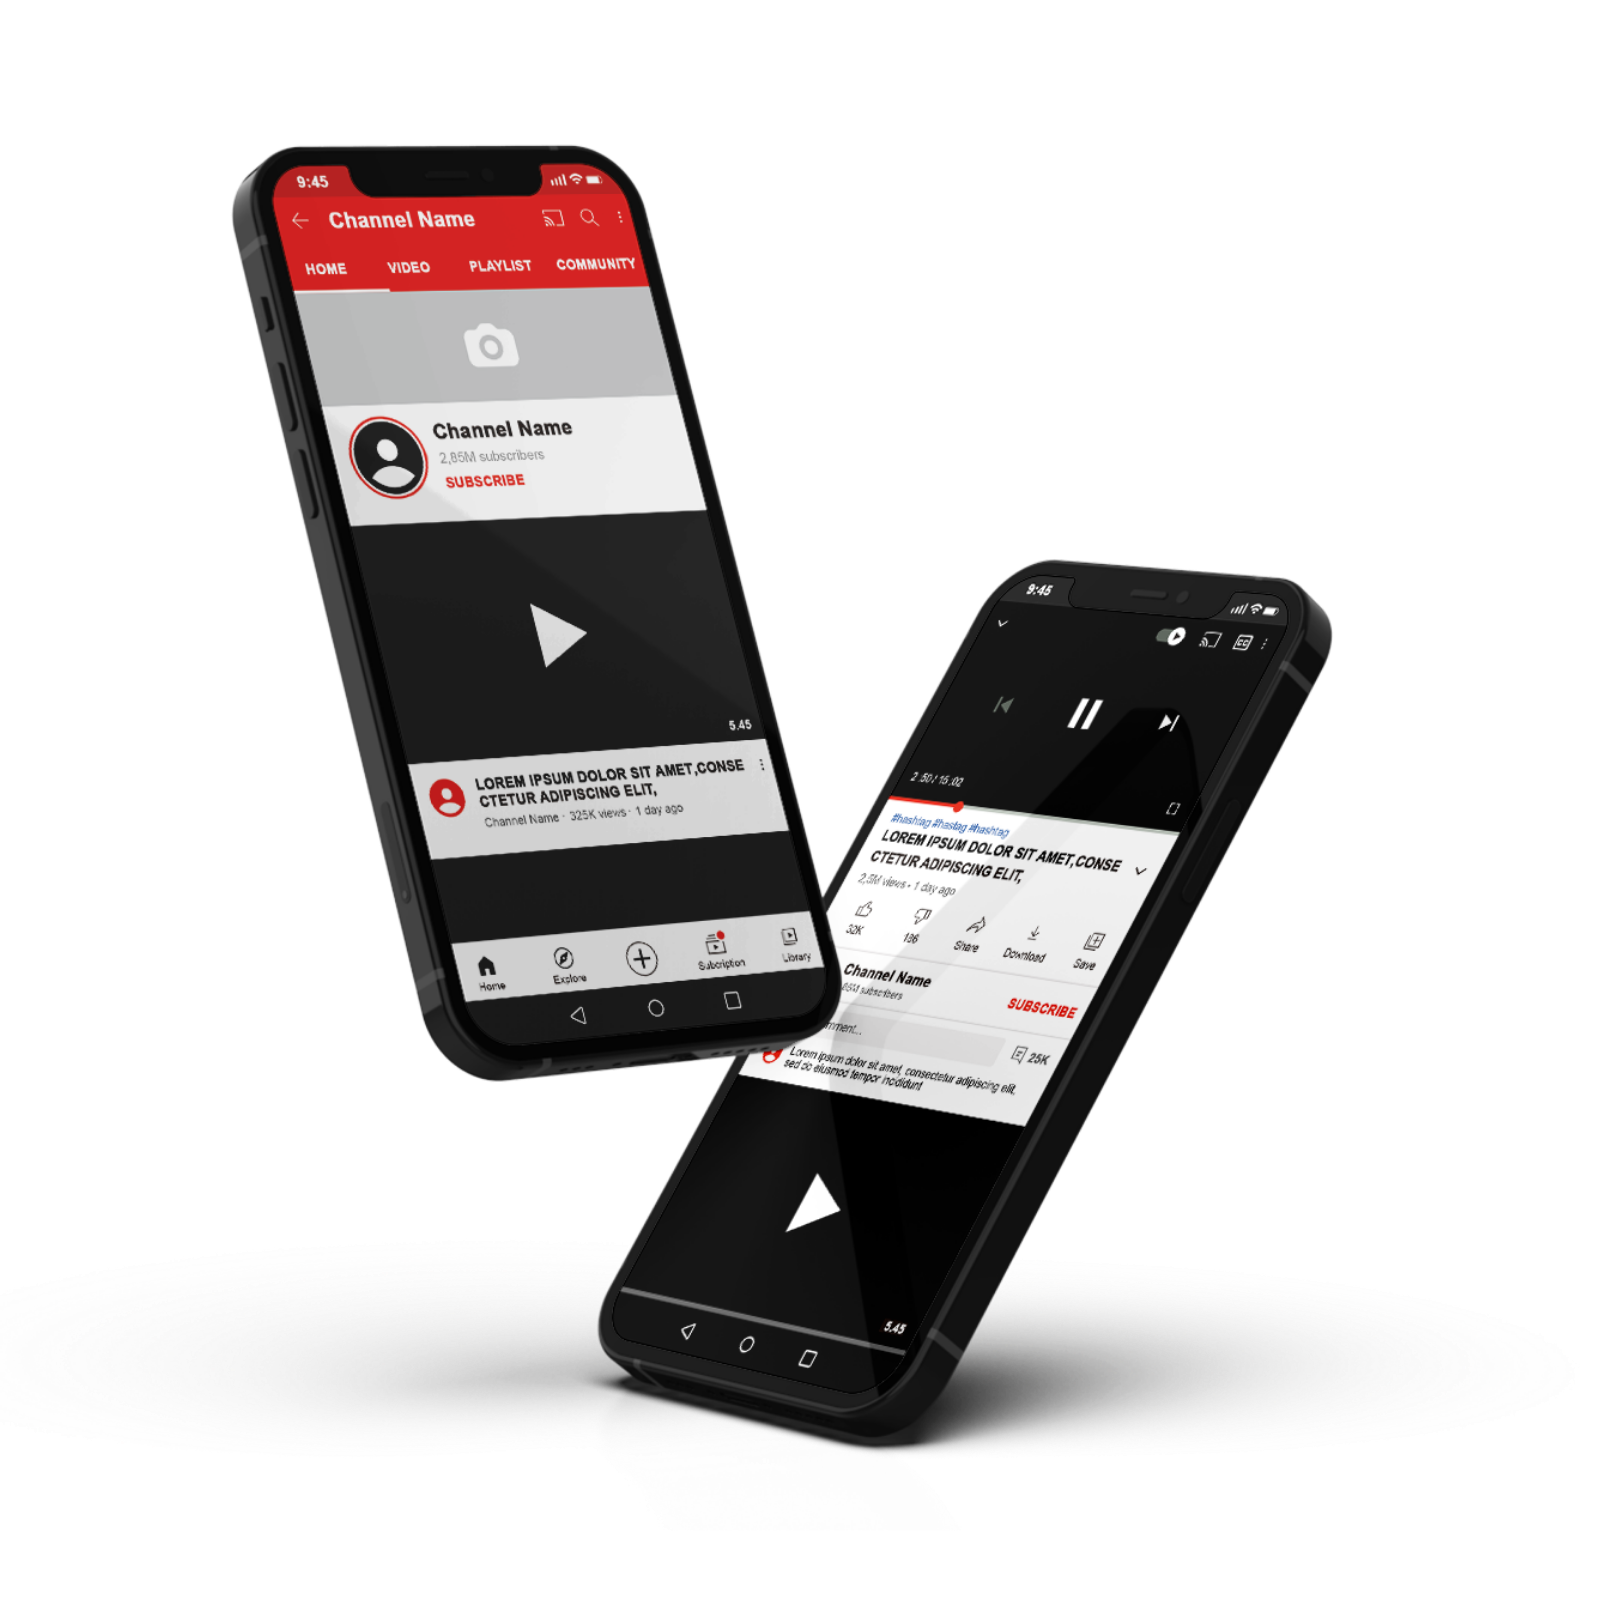 9:45
Channel Name
HOME VIDEO PLAYLIST COMMUNITY
Channel Name
2,85M subscribers
SUBSCRIBE
5.45
LOREM IPSUM DOLOR SIT AMET,CONSE
CTETUR ADIPISCING ELIT,
Channel Name · 325K views · 1 day ago
Home Explore Subcription Library
9:45
CC
2:50 / 15:02
#hashtag #hastag #hashtag
LOREM IPSUM DOLOR SIT AMET,CONSE
CTETUR ADIPISCING ELIT,
2,5M views • 1 day ago
32K 196 Share Download Save
Channel Name
85M subscribers
SUBSCRIBE
mment...
25K
Lorem ipsum dolor sit amet, consectetur adipiscing elit,
sed do eiusmod tempor incididunt
5.45